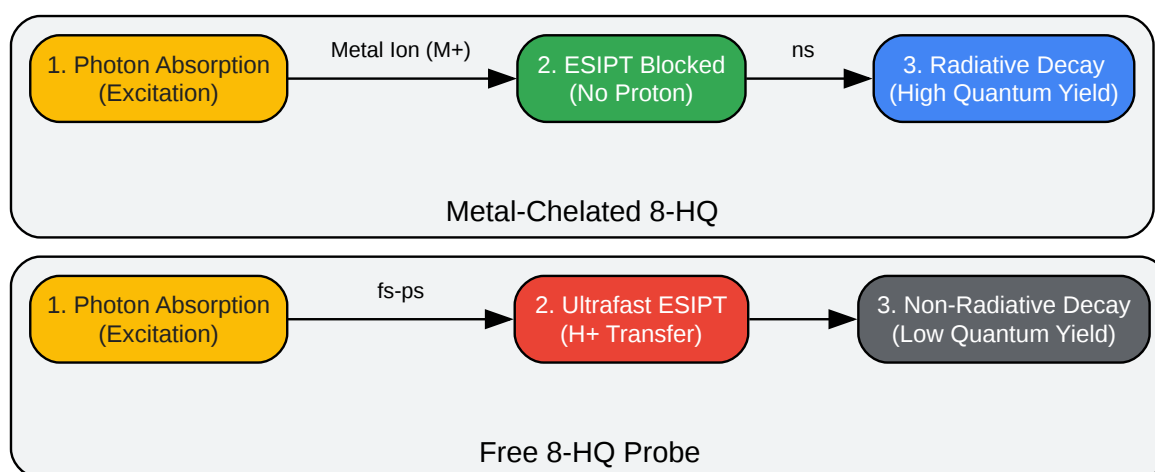 1. Photon Absorption
(Excitation)
Metal Ion (M+)
2. ESIPT Blocked
(No Proton)
ns
3. Radiative Decay
(High Quantum Yield)
Metal-Chelated 8-HQ
1. Photon Absorption
(Excitation)
fs-ps
2. Ultrafast ESIPT
(H+ Transfer)
3. Non-Radiative Decay
(Low Quantum Yield)
Free 8-HQ Probe